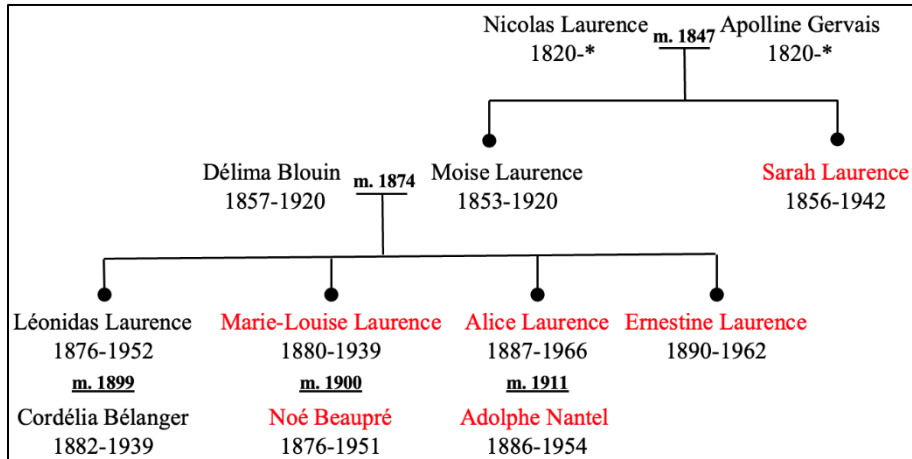 Nicolas Laurence m. 1847 Apolline Gervais
1820-* 1820-*
Délima Blouin m. 1874 Moise Laurence Sarah Laurence
1857-1920 1853-1920 1856-1942
Léonidas Laurence Marie-Louise Laurence Alice Laurence Ernestine Laurence
1876-1952 1880-1939 1887-1966 1890-1962
m. 1899 m. 1900 m. 1911
Cordélia Bélanger Noé Beaupré Adolphe Nantel
1882-1939 1876-1951 1886-1954